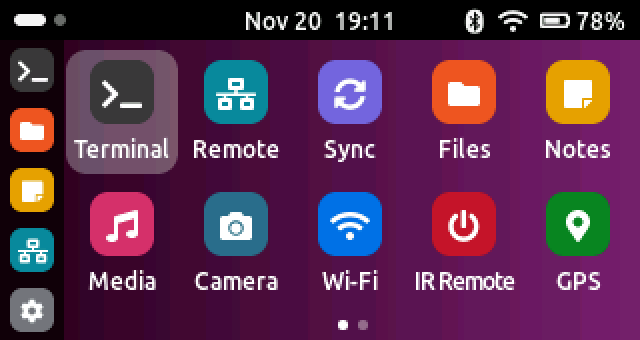 Nov 20 19:11 78%
Terminal Remote Sync Files Notes
Media Camera Wi-Fi IR Remote GPS